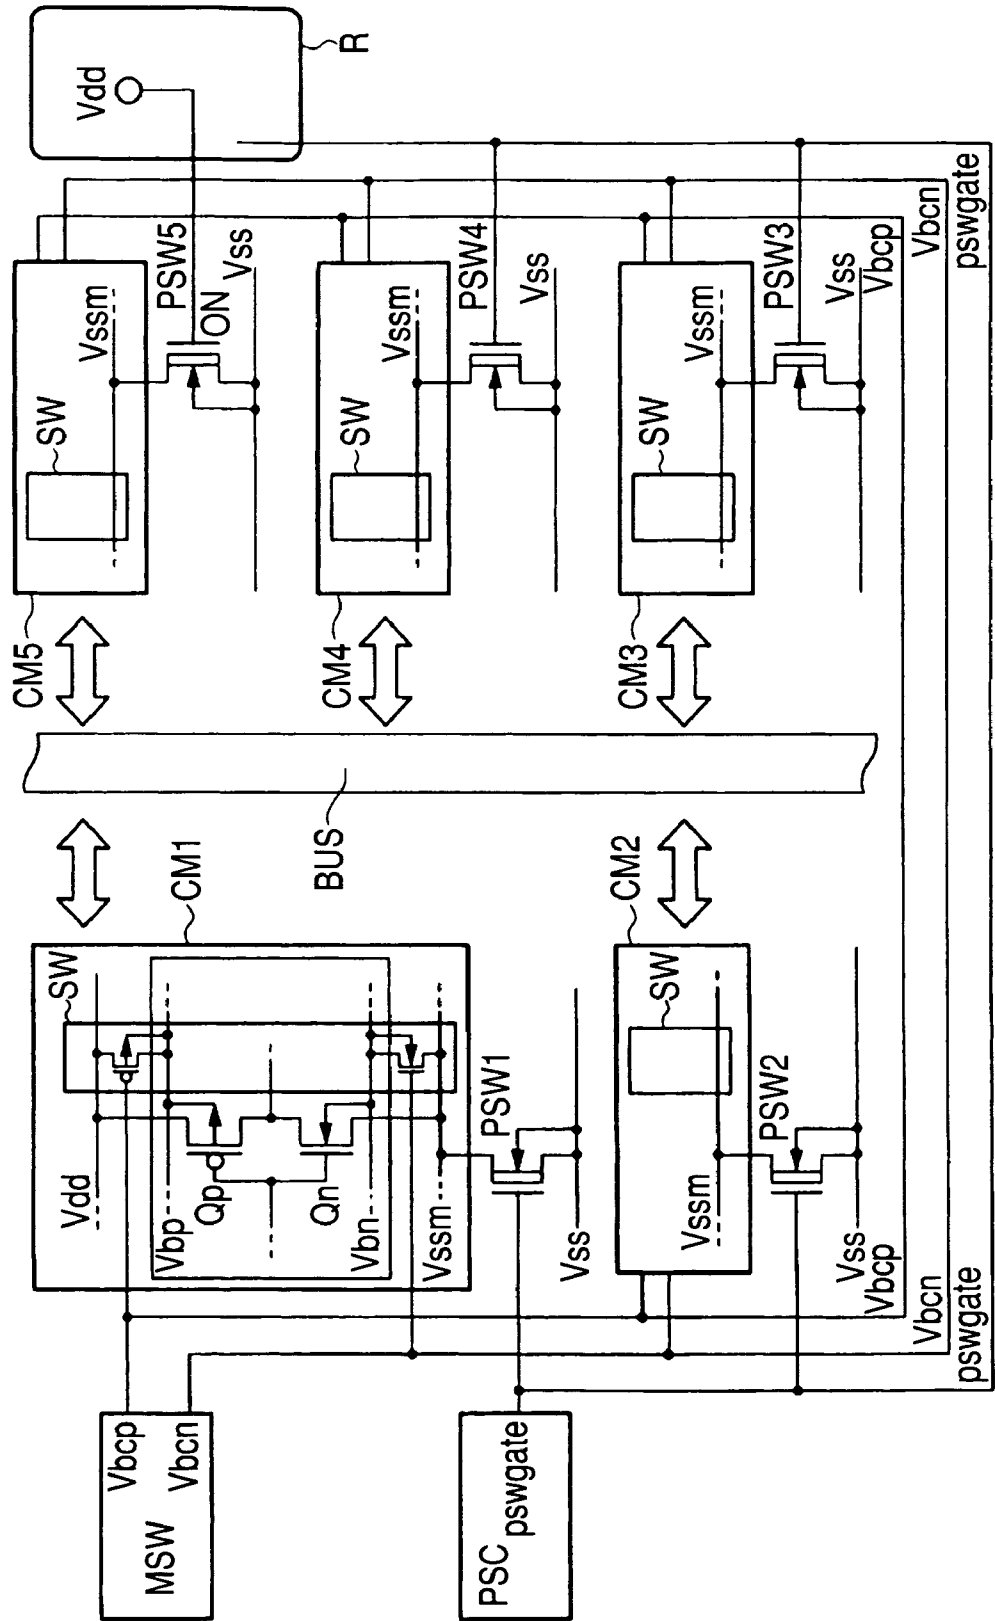 MSW
Vbcp
Vbcn
PSC
pswgate
CM1
SW
Vdd
Vbp
Qp
Qn
Vbn
Vssm
PSW1
Vss
CM2
SW
Vssm
PSW2
Vss
Vbcp
Vbcn
pswgate
BUS
CM5
SW
Vssm
PSW5
ON
Vss
Vdd
R
CM4
SW
Vssm
PSW4
Vss
CM3
SW
Vssm
PSW3
Vss
Vbcp
Vbcn
pswgate